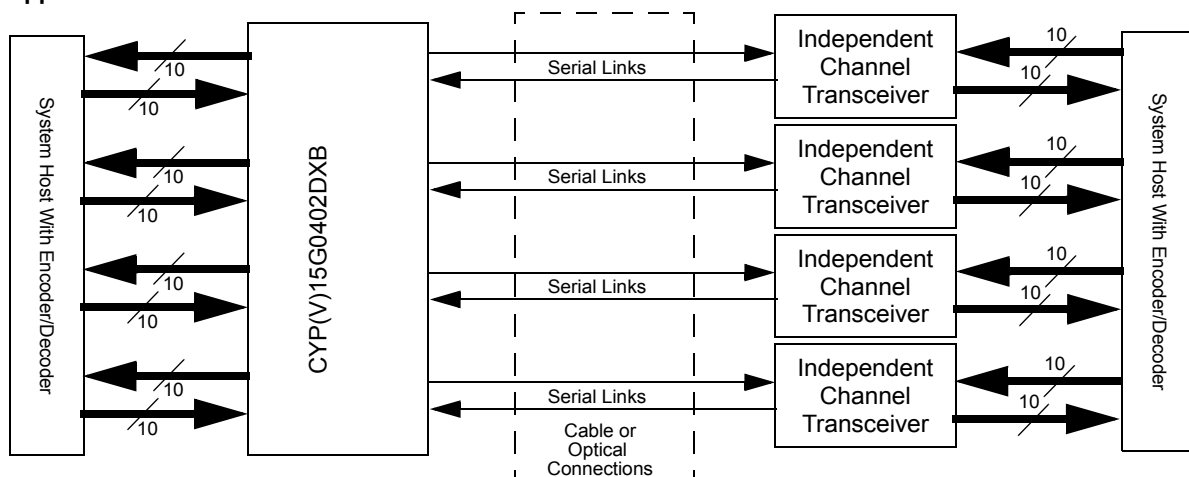 System Host With Encoder/Decoder
10
10
10
10
10
10
10
10
CYP(V)15G0402DXB
Serial Links
Serial Links
Serial Links
Serial Links
Cable or
Optical
Connections
Independent
Channel
Transceiver
Independent
Channel
Transceiver
Independent
Channel
Transceiver
Independent
Channel
Transceiver
10
10
10
10
10
10
10
10
System Host With Encoder/Decoder